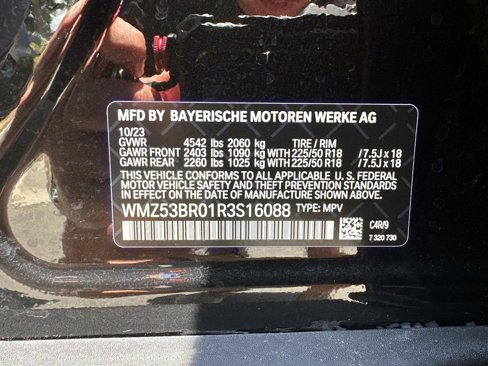 MFD BY BAYERISCHE MOTOREN WERKE AG
10/23
GVWR 4542 lbs 2060 kg TIRE / RIM
GAWR FRONT 2403 lbs 1090 kg WITH 225/50 R18 /7.5J x 18
GAWR REAR 2260 lbs 1025 kg WITH 225/50 R18 /7.5J x 18
THIS VEHICLE CONFORMS TO ALL APPLICABLE U.S. FEDERAL
MOTOR VEHICLE SAFETY AND THEFT PREVENTION STANDARDS
IN EFFECT ON THE DATE OF MANUFACTURE SHOWN ABOVE.
WMZ53BR01R3S16088 TYPE: MPV
C4R/9
7 320 730